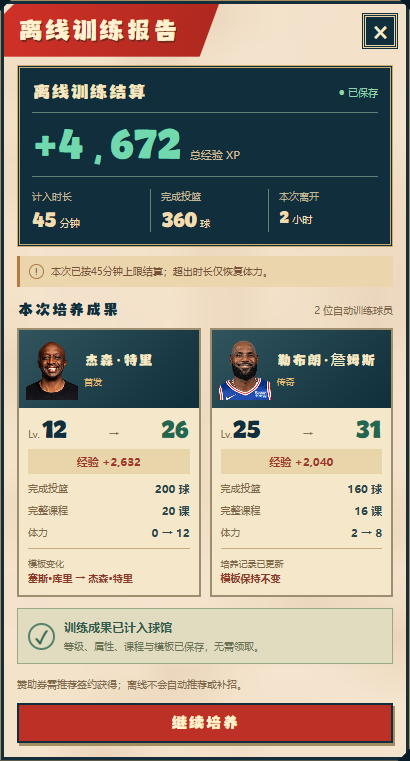 离线训练报告
×
离线训练结算
已保存
+4,672 总经验 XP
计入时长 完成投篮 本次离开
45 分钟 360 球 2 小时
! 本次已按45分钟上限结算；超出时长仅恢复体力。
本次培养成果 2 位自动训练球员
杰森·特里
首发
Lv.12 → 26
经验 +2,632
完成投篮 200 球
完整课程 20 课
体力 0 → 12
模板变化
塞斯·库里 → 杰森·特里
勒布朗·詹姆斯
传奇
Lv.25 → 31
经验 +2,040
完成投篮 160 球
完整课程 16 课
体力 2 → 8
培养记录已更新
模板保持不变
训练成果已计入球馆
等级、属性、课程与模板已保存，无需领取。
赞助券需推荐签约获得；离线不会自动推荐或补招。
继续培养